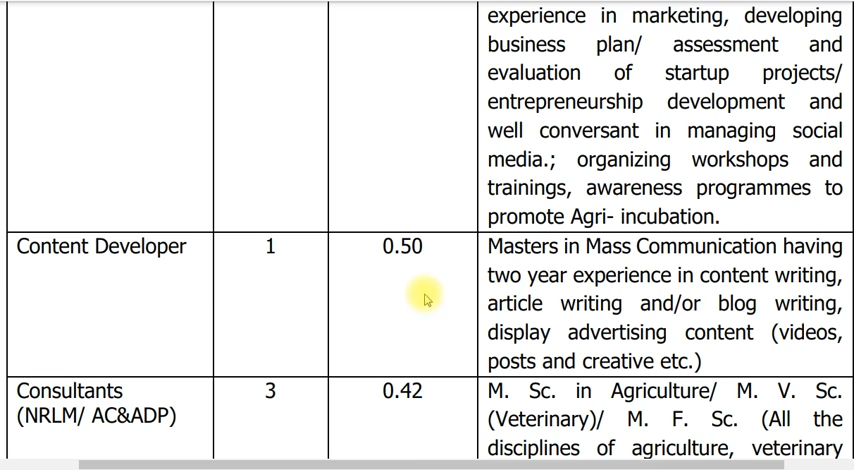 experience in marketing, developing
business plan/ assessment and
evaluation of startup projects/
entrepreneurship development and
well conversant in managing social
media.; organizing workshops and
trainings, awareness programmes to
promote Agri- incubation.
Content Developer 1 0.50 Masters in Mass Communication having
two year experience in content writing,
article writing and/or blog writing,
display advertising content (videos,
posts and creative etc.)
Consultants 3 0.42 M. Sc. in Agriculture/ M. V. Sc.
(NRLM/ AC&ADP) (Veterinary)/ M. F. Sc. (All the
disciplines of agriculture, veterinary